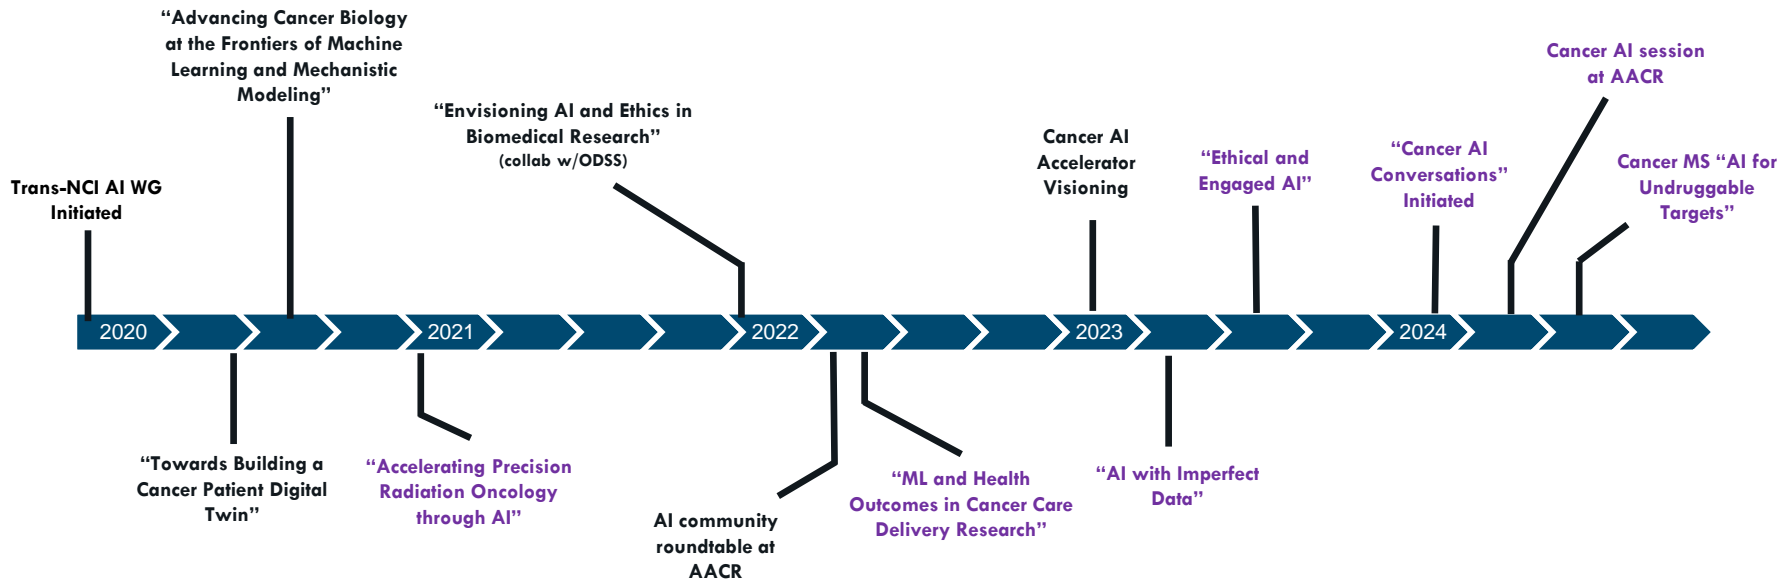 “Advancing Cancer Biology
at the Frontiers of Machine
Learning and Mechanistic
Modeling”
“Envisioning AI and Ethics in
Biomedical Research”
(collab w/ODSS)
Trans-NCI AI WG
Initiated
Cancer AI
Accelerator
Visioning
“Ethical and
Engaged AI”
“Cancer AI
Conversations”
Initiated
Cancer AI session
at AACR
Cancer MS “AI for
Undruggable
Targets”
2020
2021
2022
2023
2024
“Towards Building a
Cancer Patient Digital
Twin”
“Accelerating Precision
Radiation Oncology
through AI”
AI community
roundtable at
AACR
“ML and Health
Outcomes in Cancer Care
Delivery Research”
“AI with Imperfect
Data”